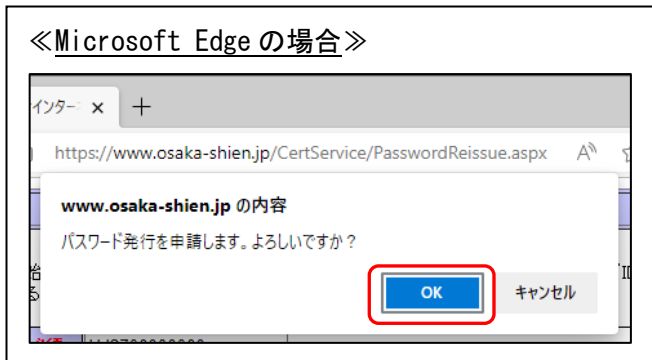 ≪Microsoft Edge の場合≫
インター
https://www.osaka-shien.jp/CertService/PasswordReissue.aspx
www.osaka-shien.jp の内容
パスワード発行を申請します。よろしいですか？
始
る
OK
キャンセル